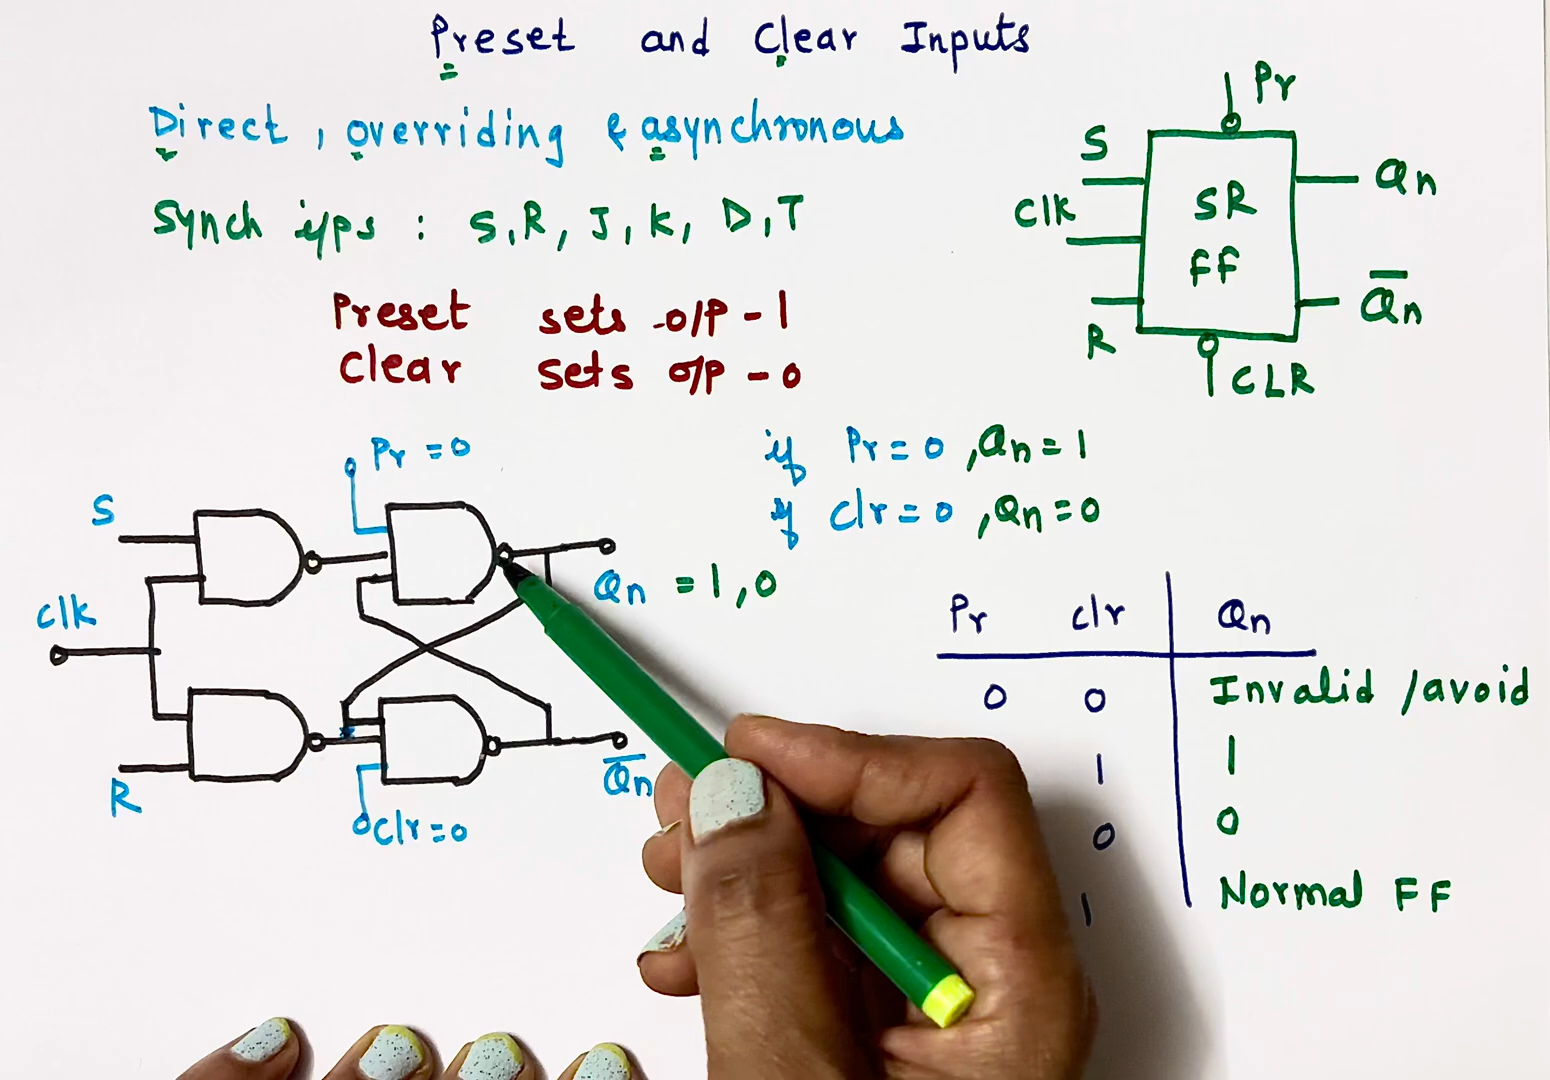 Preset and Clear Inputs
Direct, overriding & asynchronous
Synch i/ps : S, R, J, K, D, T
Preset sets o/p - 1
Clear sets o/p - 0
Pr
S
Clk
SR
FF
Qn
Q̅n
R
CLR
Pr = 0
S
clk
R
Clr = 0
Qn = 1, 0
Q̅n
if Pr = 0, Qn = 1
if Clr = 0, Qn = 0
Pr clr Qn
0 0 Invalid / avoid
1 1
0 0
1 Normal FF